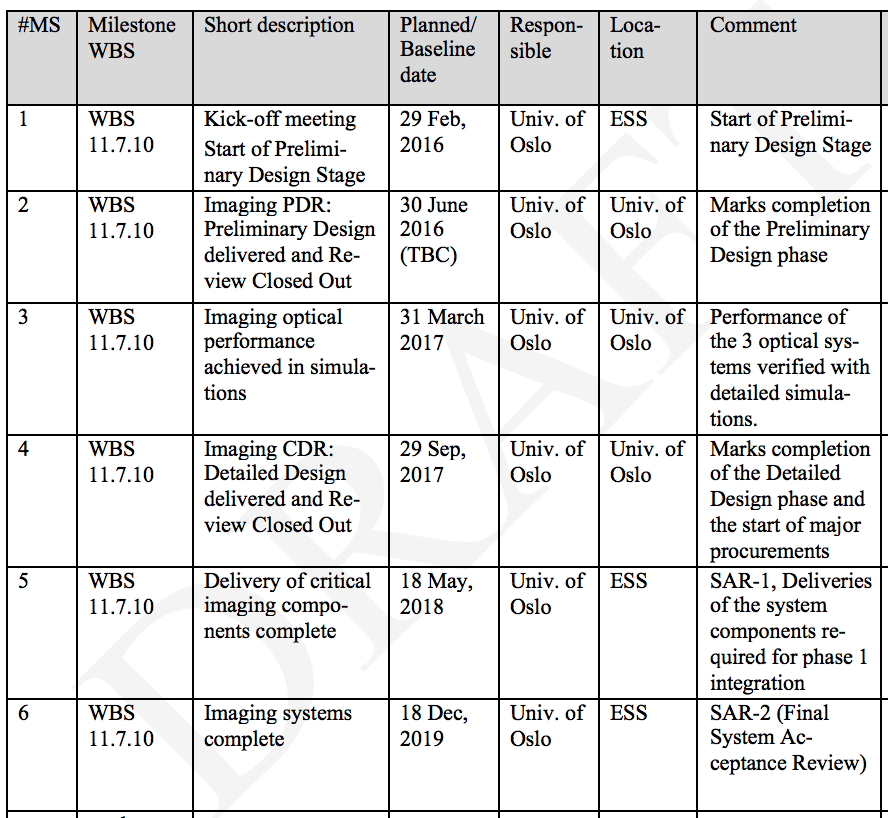 #MS Milestone WBS Short description Planned/ Baseline date Respon- sible Loca- tion Comment
1 WBS 11.7.10 Kick-off meeting Start of Prelimi- nary Design Stage 29 Feb, 2016 Univ. of Oslo ESS Start of Prelimi- nary Design Stage
2 WBS 11.7.10 Imaging PDR: Preliminary Design delivered and Re- view Closed Out 30 June 2016 (TBC) Univ. of Oslo Univ. of Oslo Marks completion of the Preliminary Design phase
3 WBS 11.7.10 Imaging optical performance achieved in simula- tions 31 March 2017 Univ. of Oslo Univ. of Oslo Performance of the 3 optical sys- tems verified with detailed simula- tions.
4 WBS 11.7.10 Imaging CDR: Detailed Design delivered and Re- view Closed Out 29 Sep, 2017 Univ. of Oslo Univ. of Oslo Marks completion of the Detailed Design phase and the start of major procurements
5 WBS 11.7.10 Delivery of critical imaging compo- nents complete 18 May, 2018 Univ. of Oslo ESS SAR-1, Deliveries of the system components re- quired for phase 1 integration
6 WBS 11.7.10 Imaging systems complete 18 Dec, 2019 Univ. of Oslo ESS SAR-2 (Final System Ac- ceptance Review)
DRAFT